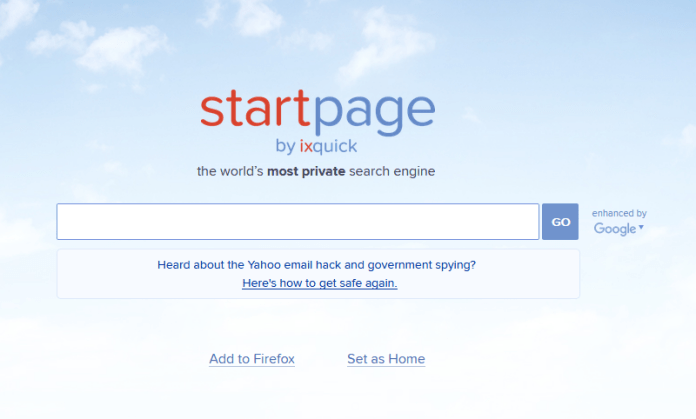 startpage
by ixquick
the world's most private search engine
GO
enhanced by
Google
Heard about the Yahoo email hack and government spying?
Here's how to get safe again.
Add to Firefox
Set as Home